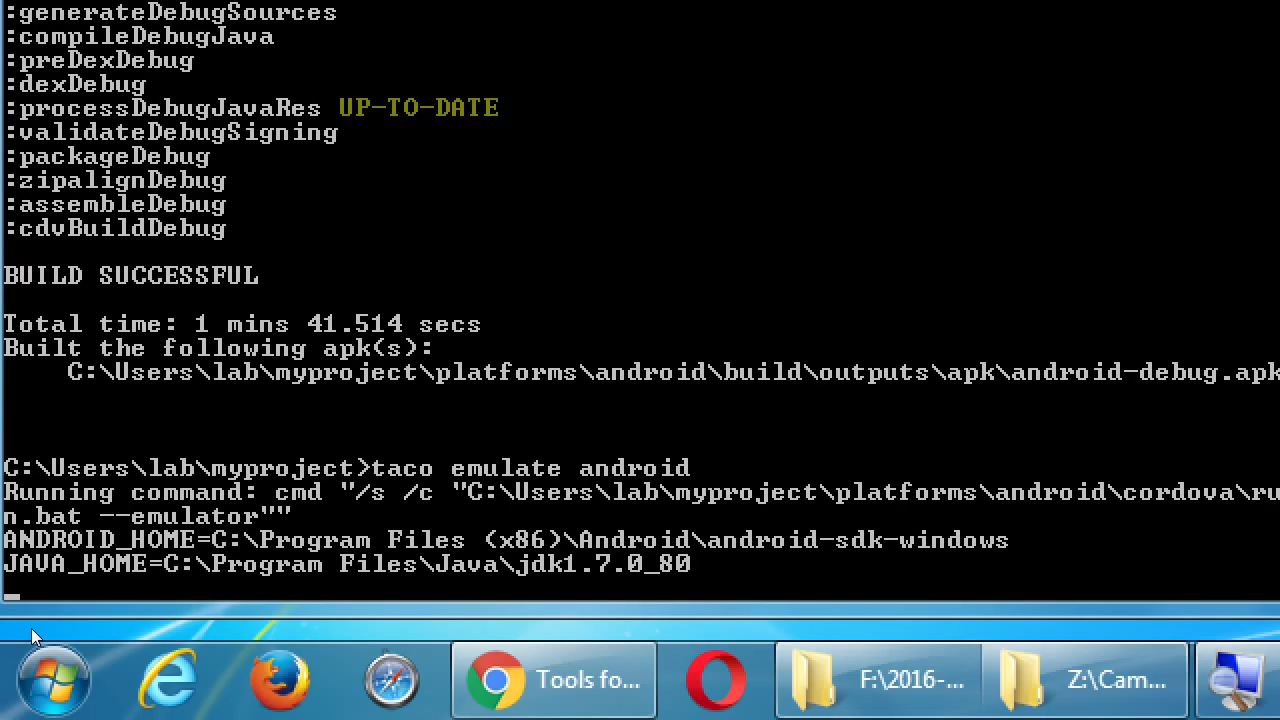 :generateDebugSources
:compileDebugJava
:preDexDebug
:dexDebug
:processDebugJavaRes UP-TO-DATE
:validateDebugSigning
:packageDebug
:zipalignDebug
:assembleDebug
:cdvBuildDebug
BUILD SUCCESSFUL
Total time: 1 mins 41.514 secs
Built the following apk(s):
C:\Users\lab\myproject\platforms\android\build\outputs\apk\android-debug.apk
C:\Users\lab\myproject>taco emulate android
Running command: cmd "/s /c "C:\Users\lab\myproject\platforms\android\cordova\ru
n.bat --emulator""
ANDROID_HOME=C:\Program Files (x86)\Android\android-sdk-windows
JAVA_HOME=C:\Program Files\Java\jdk1.7.0_80
Tools fo... F:\2016-... Z:\Cam...